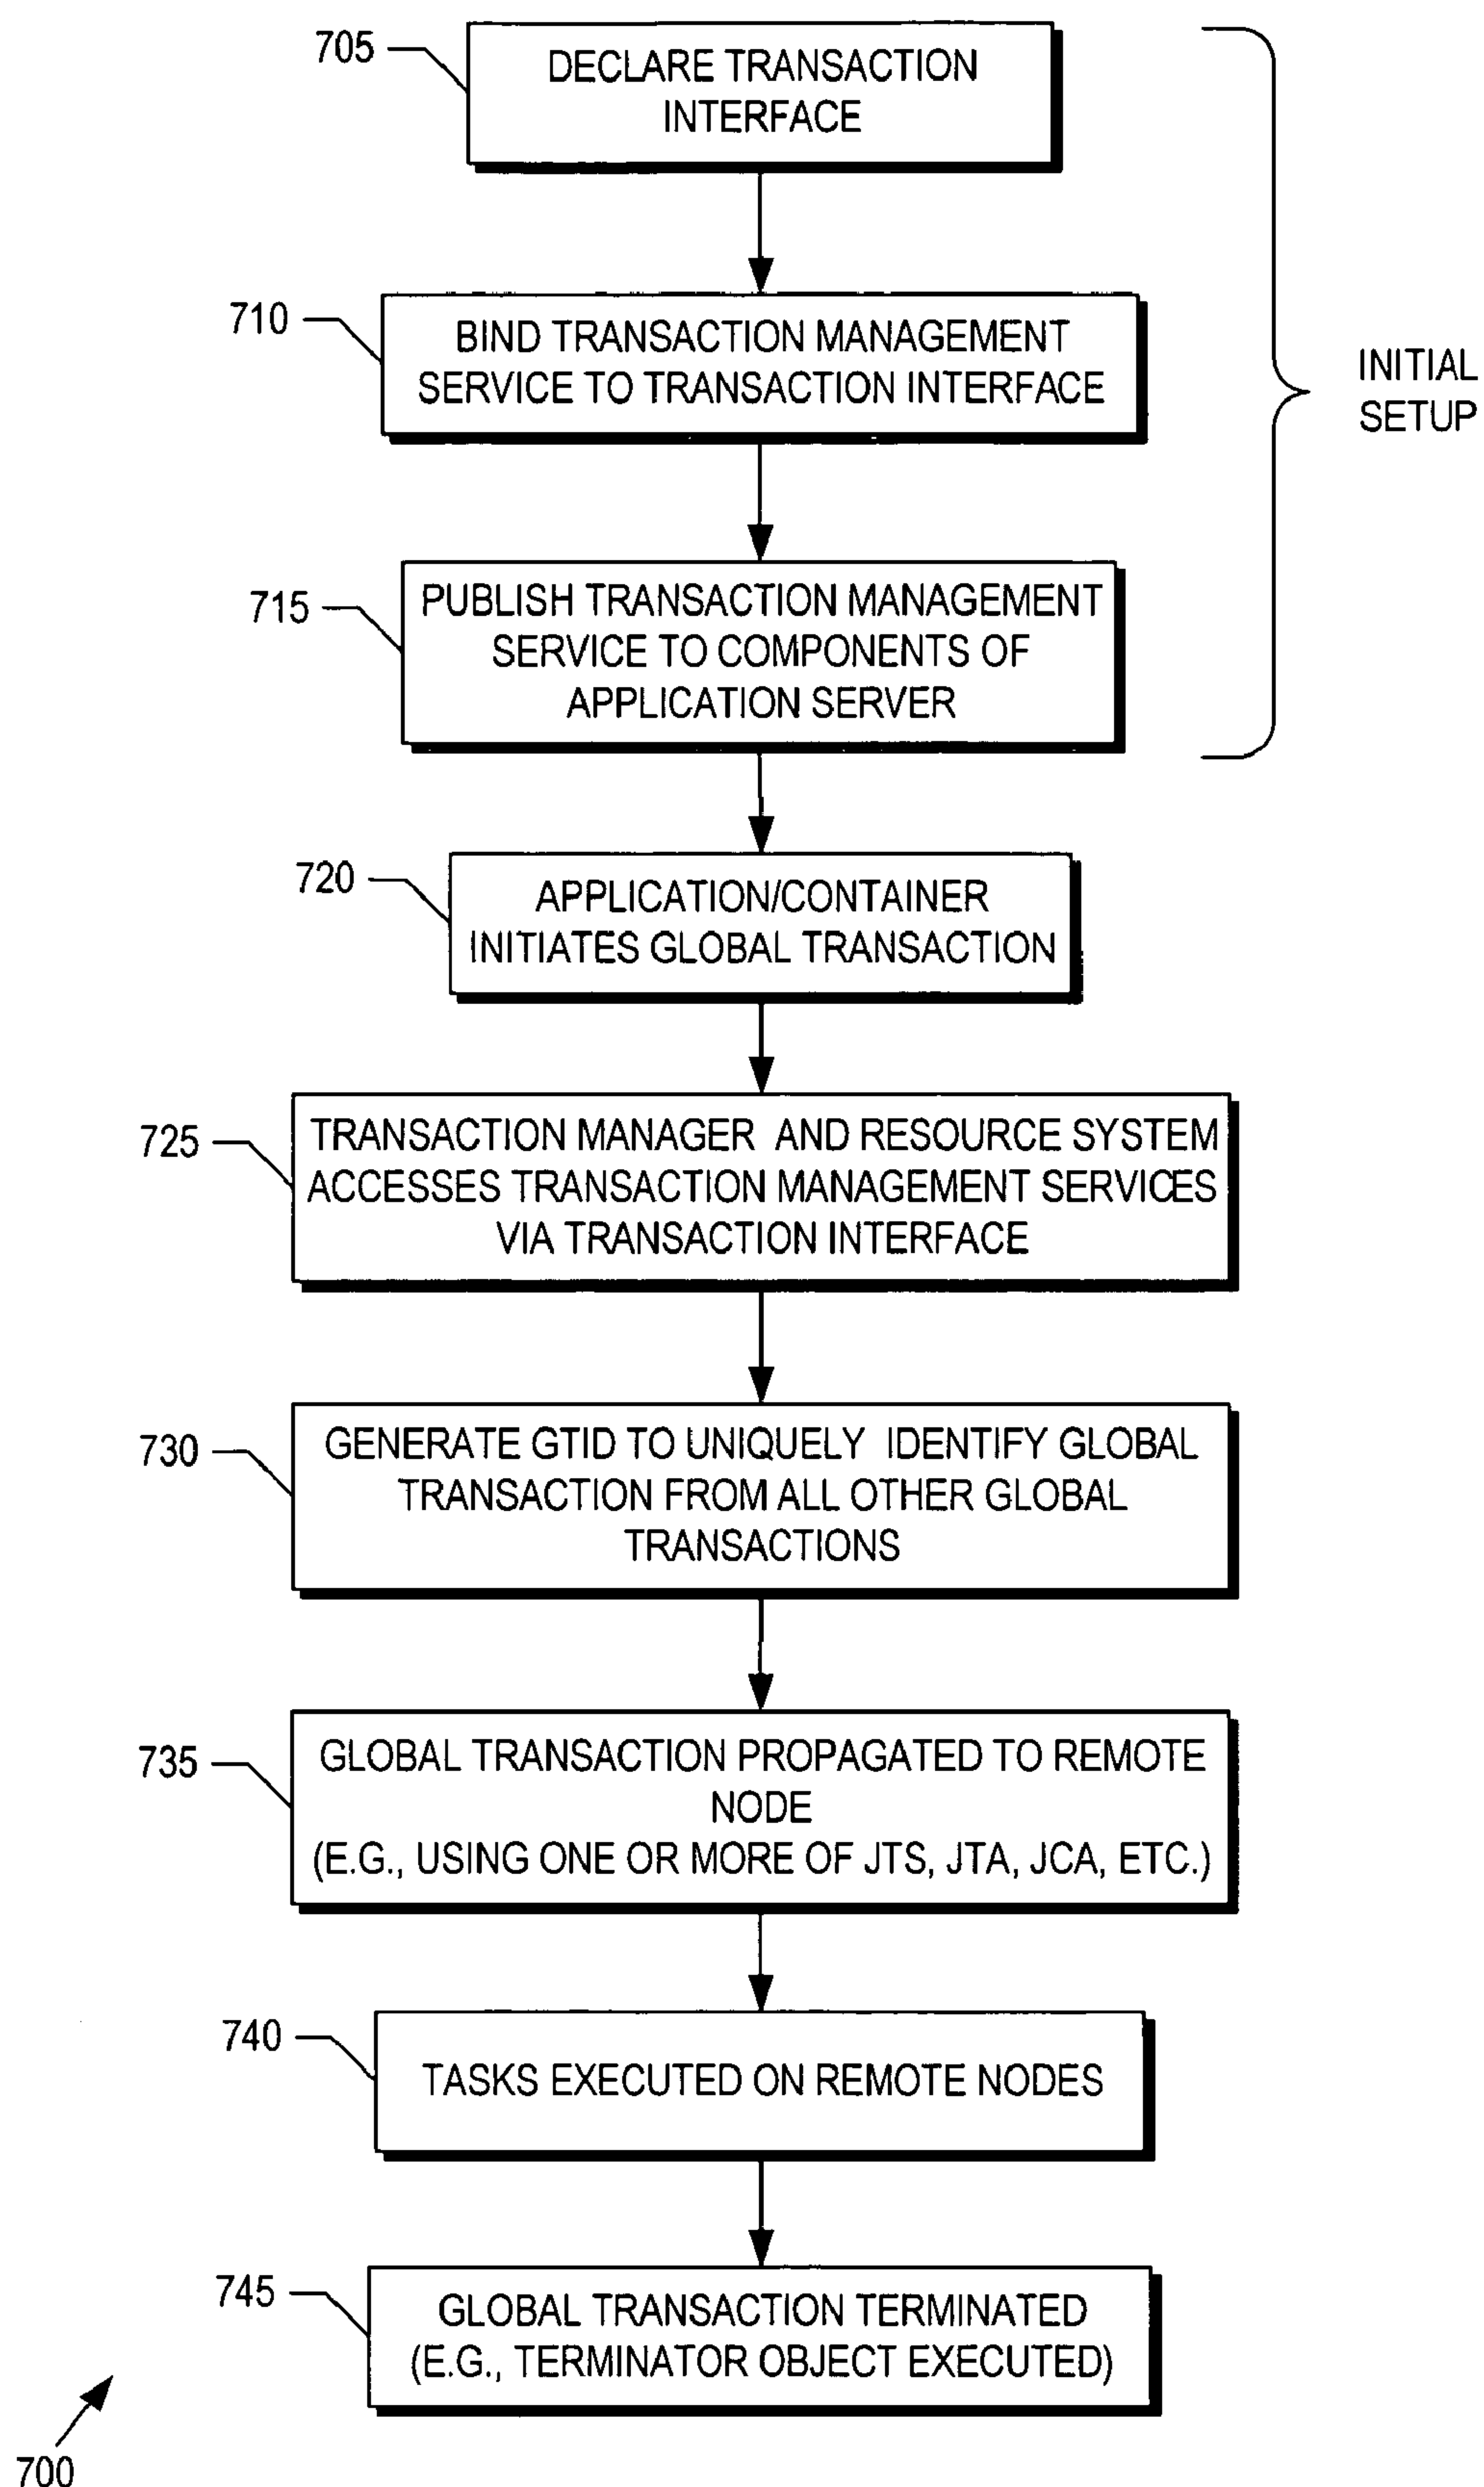 705
DECLARE TRANSACTION
INTERFACE
710
BIND TRANSACTION MANAGEMENT
SERVICE TO TRANSACTION INTERFACE
INITIAL
SETUP
715
PUBLISH TRANSACTION MANAGEMENT
SERVICE TO COMPONENTS OF
APPLICATION SERVER
720
APPLICATION/CONTAINER
INITIATES GLOBAL TRANSACTION
725
TRANSACTION MANAGER AND RESOURCE SYSTEM
ACCESSES TRANSACTION MANAGEMENT SERVICES
VIA TRANSACTION INTERFACE
730
GENERATE GTID TO UNIQUELY IDENTIFY GLOBAL
TRANSACTION FROM ALL OTHER GLOBAL
TRANSACTIONS
735
GLOBAL TRANSACTION PROPAGATED TO REMOTE
NODE
(E.G., USING ONE OR MORE OF JTS, JTA, JCA, ETC.)
740
TASKS EXECUTED ON REMOTE NODES
745
GLOBAL TRANSACTION TERMINATED
(E.G., TERMINATOR OBJECT EXECUTED)
700